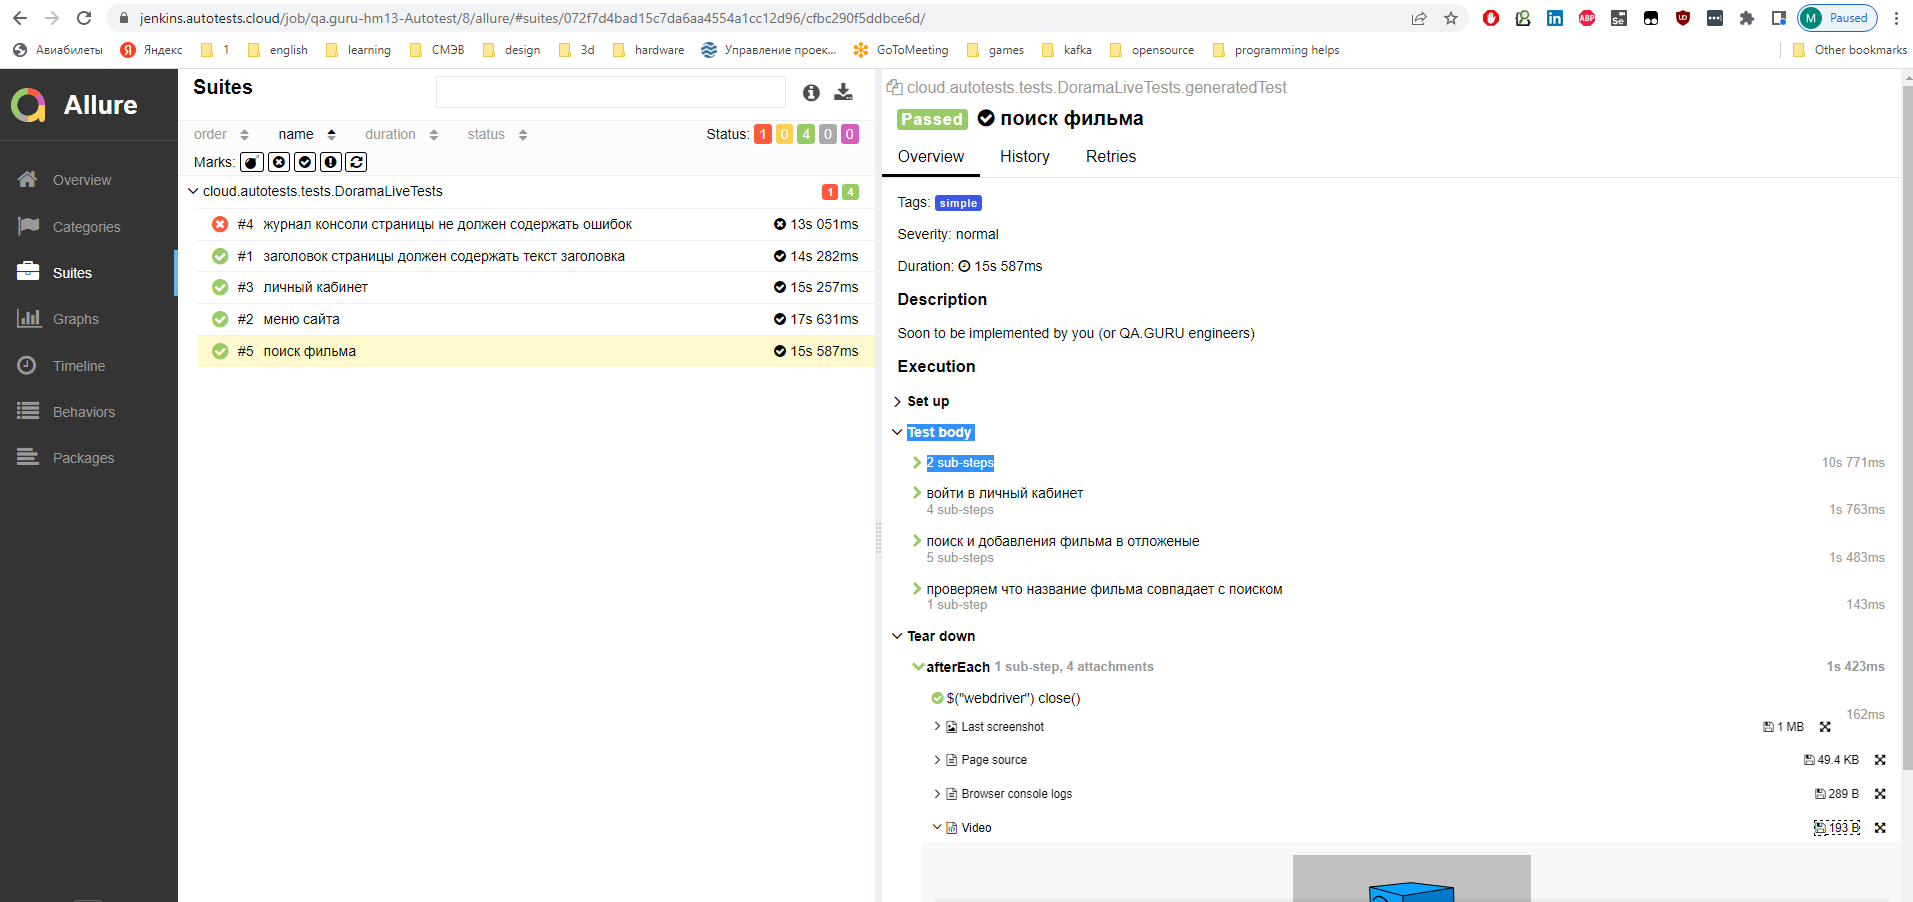 jenkins.autotests.cloud/job/qa.guru-hm13-Autotest/8/allure/#suites/072f7d4bad15c7da6aa4554a1cc12d96/cfbc290f5ddbce6d/
ABP
Se
M Paused
Авиабилеты Яндекс 1 english learning СМЭВ design 3d hardware Управление проек... GoToMeeting games kafka opensource programming helps Other bookmarks
Allure
Overview
Categories
Suites
Graphs
Timeline
Behaviors
Packages
Suites
order name duration status Status: 1 0 4 0 0
Marks:
cloud.autotests.tests.DoramaLiveTests 1 4
#4 журнал консоли страницы не должен содержать ошибок 13s 051ms
#1 заголовок страницы должен содержать текст заголовка 14s 282ms
#3 личный кабинет 15s 257ms
#2 меню сайта 17s 631ms
#5 поиск фильма 15s 587ms
cloud.autotests.tests.DoramaLiveTests.generatedTest
Passed поиск фильма
Overview History Retries
Tags: simple
Severity: normal
Duration: 15s 587ms
Description
Soon to be implemented by you (or QA.GURU engineers)
Execution
Set up
Test body
2 sub-steps 10s 771ms
войти в личный кабинет
4 sub-steps 1s 763ms
поиск и добавления фильма в отложеные
5 sub-steps 1s 483ms
проверяем что название фильма совпадает с поиском
1 sub-step 143ms
Tear down
afterEach 1 sub-step, 4 attachments 1s 423ms
$("webdriver") close()
162ms
Last screenshot 1 MB
Page source 49.4 KB
Browser console logs 289 B
Video 193 B